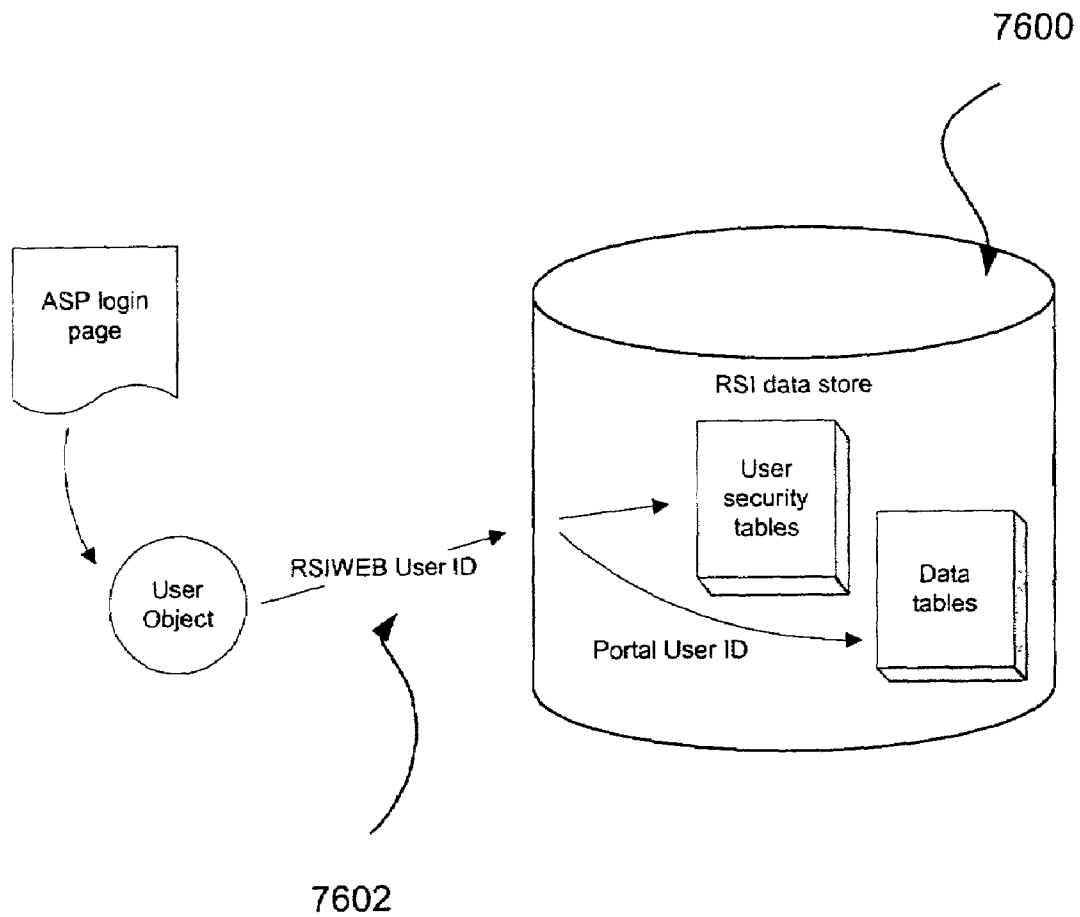 7600
ASP login
page
RSI data store
User
security
tables
RSIWEB User ID
User
Object
Data
tables
Portal User ID
7602